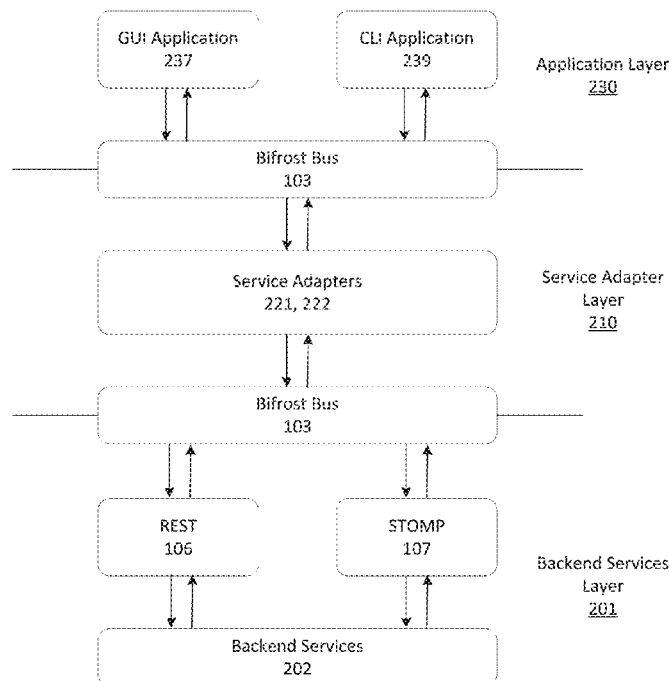 GUI Application
237
CLI Application
239
Application Layer
230
Bifrost Bus
103
Service Adapters
221, 222
Service Adapter
Layer
210
Bifrost Bus
103
REST
106
STOMP
107
Backend Services
Layer
201
Backend Services
202